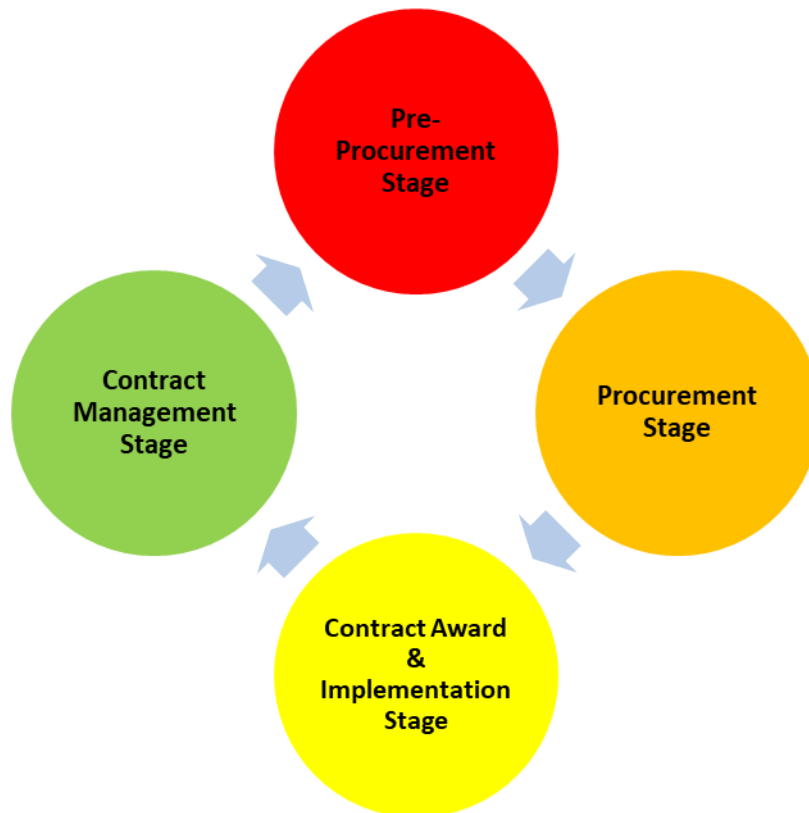 Pre-
Procurement
Stage
Procurement
Stage
Contract Award
&
Implementation
Stage
Contract
Management
Stage